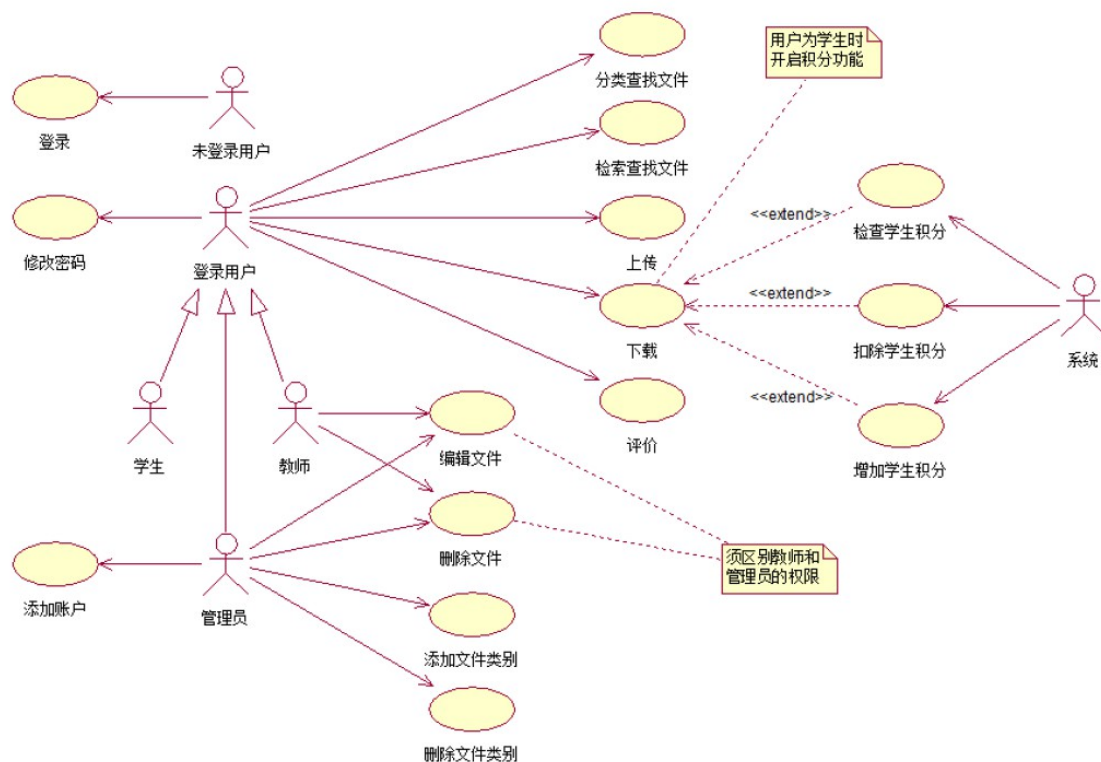 用户为学生时
开启积分功能
分类查找文件
登录
未登录用户
检索查找文件
<<extend>>
检查学生积分
修改密码
登录用户
上传
<<extend>>
下载
扣除学生积分
系统
<<extend>>
学生
教师
编辑文件
评价
增加学生积分
删除文件
须区别教师和
管理员的权限
添加账户
管理员
添加文件类别
删除文件类别